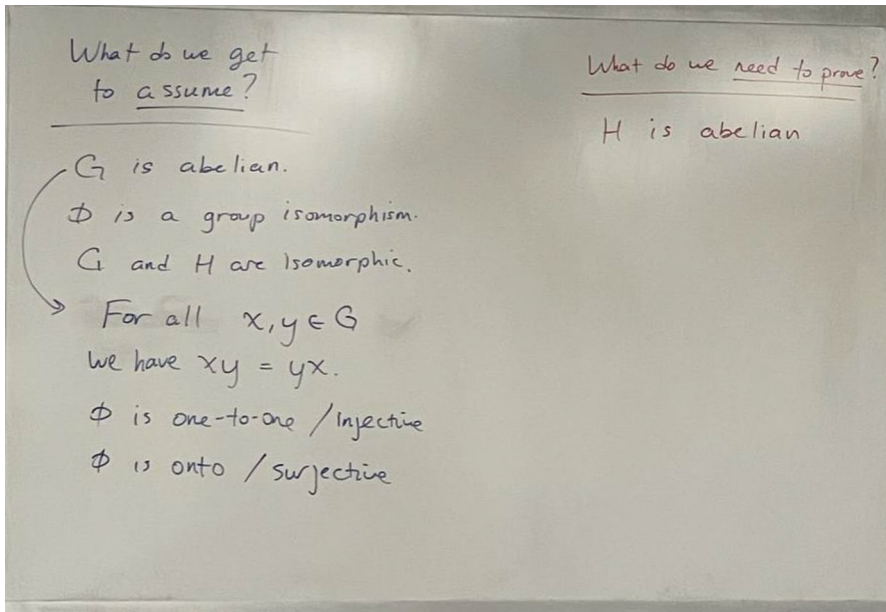 What do we get
to assume?
G is abelian.
Φ is a group isomorphism.
G and H are Isomorphic.
For all x, y ∈ G
We have xy = yx.
Φ is one-to-one / Injective
Φ is onto / surjective
What do we need to prove?
H is abelian